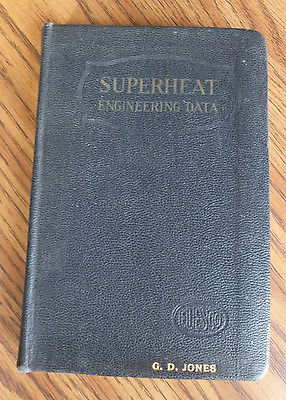 SUPERHEAT
ENGINEERING DATA
G. D. JONES